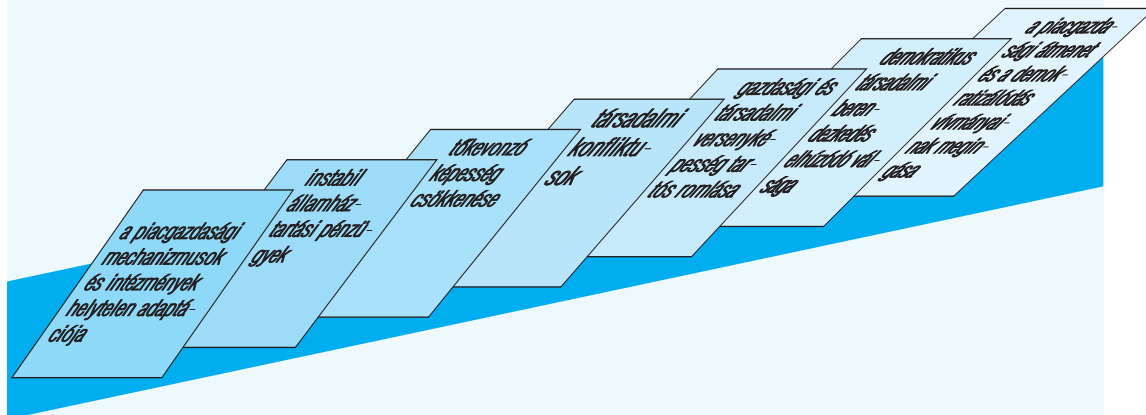 a piacgazdasági
mechanizmusok
és intézmények
helytelen adaptá-
ciója
instabil
államház-
tartási pénzü-
gyek
tőkevonzó
képesség
csökkenése
társadalmi
konfliktu-
sok
gazdasági és
társadalmi
versenyké-
pesség tar-
tós romlása
demokratikus
társadalmi
beren-
dezkedés
elhúzódó vál-
sága
a piacgazda-
sági átmenet
és a demok-
ratizálódás
vívmányai-
nak megin-
gása